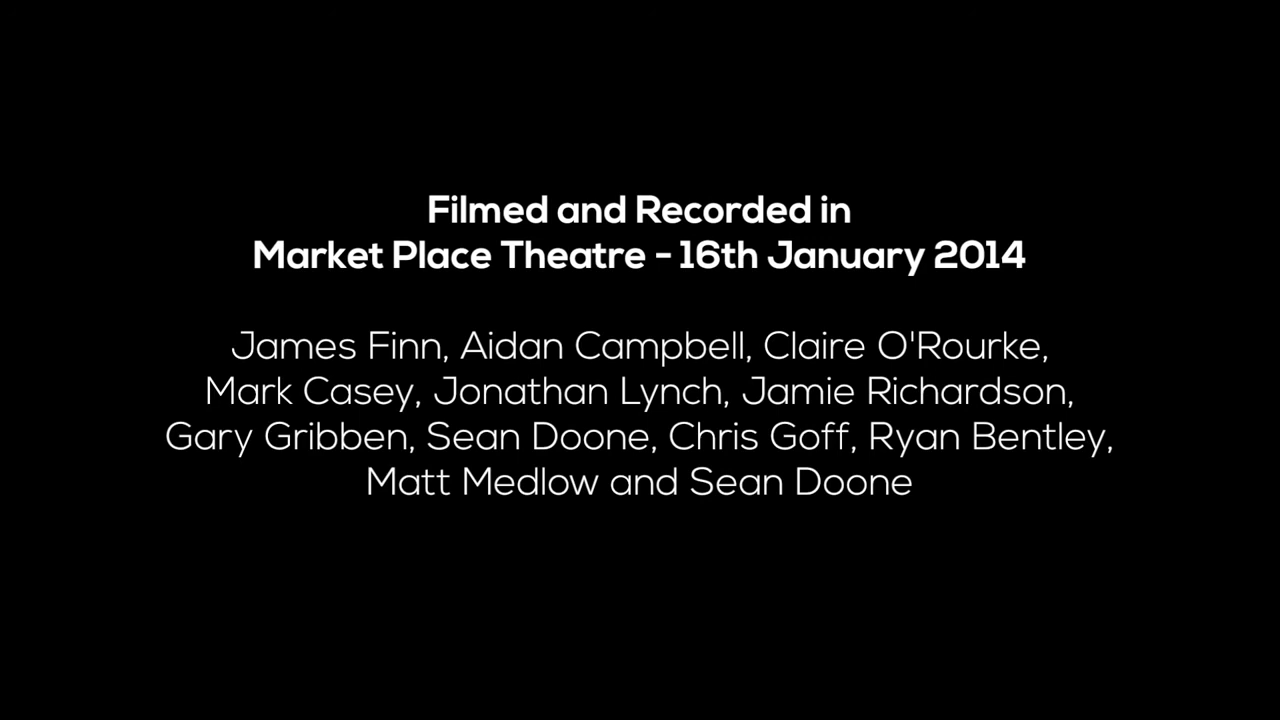 Filmed and Recorded in
Market Place Theatre - 16th January 2014
James Finn, Aidan Campbell, Claire O'Rourke,
Mark Casey, Jonathan Lynch, Jamie Richardson,
Gary Gribben, Sean Doone, Chris Goff, Ryan Bentley,
Matt Medlow and Sean Doone